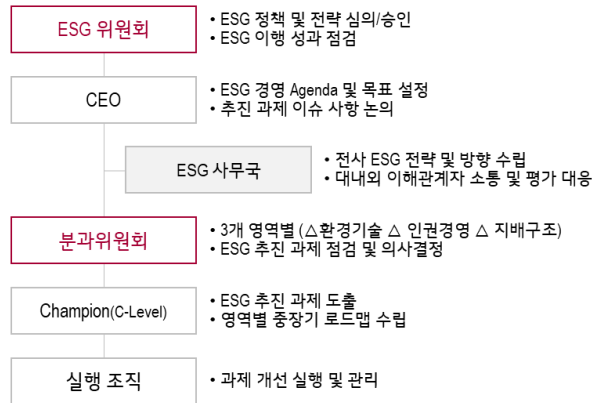 ESG 위원회
• ESG 정책 및 전략 심의/승인
• ESG 이행 성과 점검
CEO
• ESG 경영 Agenda 및 목표 설정
• 추진 과제 이슈 사항 논의
ESG 사무국
• 전사 ESG 전략 및 방향 수립
• 대내외 이해관계자 소통 및 평가 대응
분과위원회
• 3개 영역별 (△환경기술 △ 인권경영 △ 지배구조)
• ESG 추진 과제 점검 및 의사결정
Champion(C-Level)
• ESG 추진 과제 도출
• 영역별 중장기 로드맵 수립
실행 조직
• 과제 개선 실행 및 관리